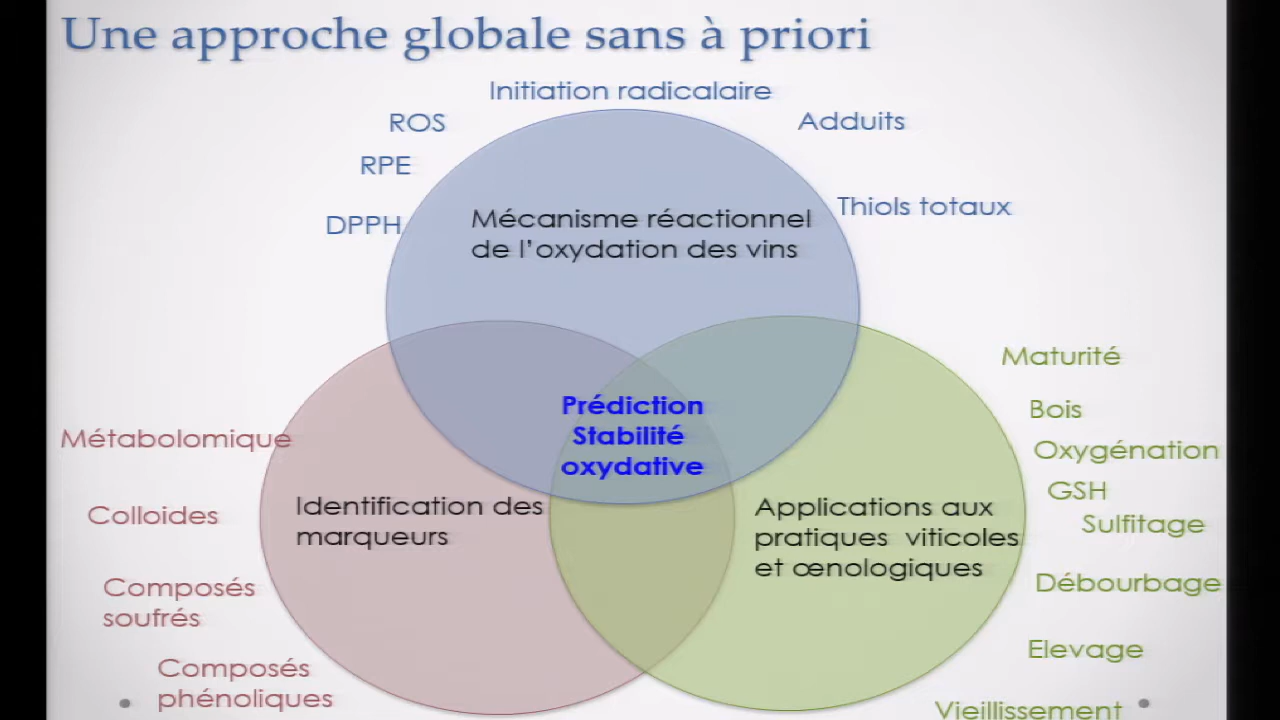 Une approche globale sans à priori
Initiation radicalaire
ROS
Adduits
RPE
Thiols totaux
DPPH
Mécanisme réactionnel
de l'oxydation des vins
Maturité
Prédiction
Stabilité
oxydative
Bois
Métabolomique
Oxygénation
GSH
Sulfitage
Colloides
Identification des
marqueurs
Applications aux
pratiques viticoles
et œnologiques
Débourbage
Composés
soufrés
Elevage
Composés
phénoliques
Vieillissement